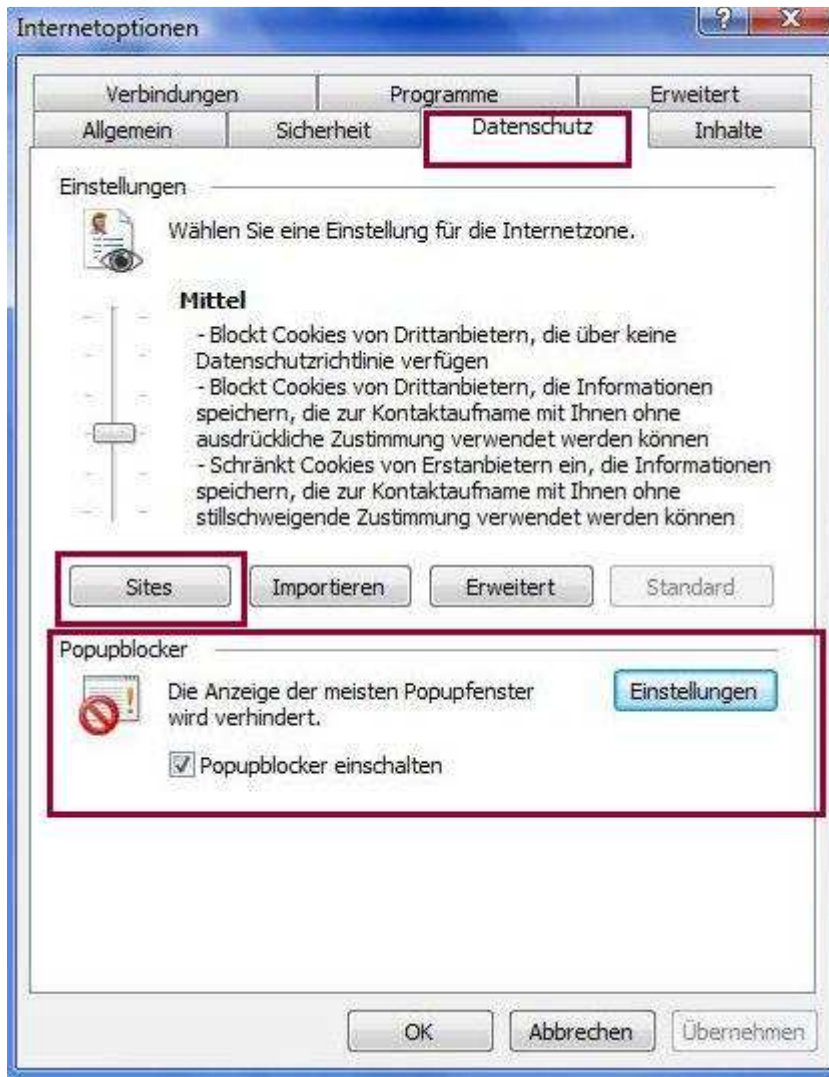 Internetoptionen
Verbindungen Programme Erweitert
Allgemein Sicherheit Datenschutz Inhalte
Einstellungen
Wählen Sie eine Einstellung für die Internetzone.
Mittel
- Blockt Cookies von Drittanbietern, die über keine
Datenschutzrichtlinie verfügen
- Blockt Cookies von Drittanbietern, die Informationen
speichern, die zur Kontaktaufname mit Ihnen ohne
ausdrückliche Zustimmung verwendet werden können
- Schränkt Cookies von Erstanbietern ein, die Informationen
speichern, die zur Kontaktaufname mit Ihnen ohne
stillschweigende Zustimmung verwendet werden können
Sites Importieren Erweitert Standard
Popupblocker
Die Anzeige der meisten Popupfenster
wird verhindert.
Einstellungen
Popupblocker einschalten
OK Abbrechen Übernehmen